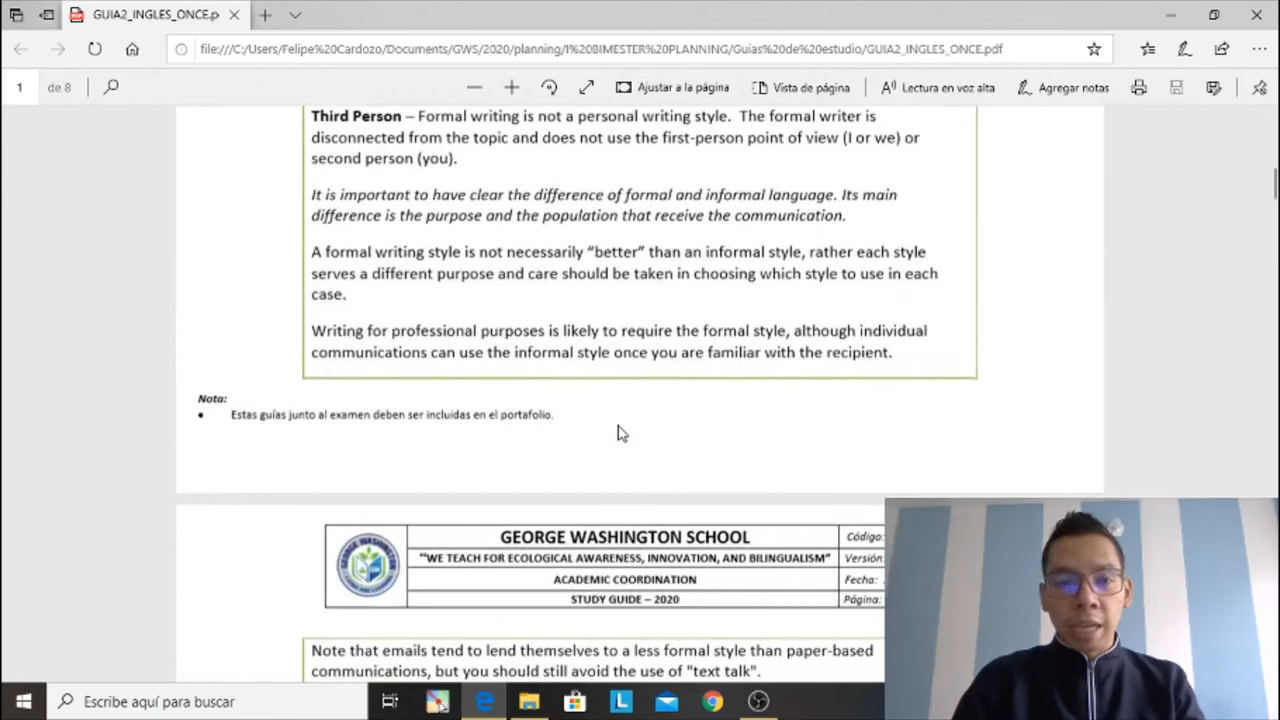 GUIA2_INGLES_ONCE.p
file:///C:/Users/Felipe%20Cardozo/Documents/GWS/2020/planning/I%20BIMESTER%20PLANNING/Guias%20de%20estudio/GUIA2_INGLES_ONCE.pdf
1 de 8 Ajustar a la página Vista de página Lectura en voz alta Agregar notas
Third Person – Formal writing is not a personal writing style. The formal writer is
disconnected from the topic and does not use the first-person point of view (I or we) or
second person (you).
It is important to have clear the difference of formal and informal language. Its main
difference is the purpose and the population that receive the communication.
A formal writing style is not necessarily “better” than an informal style, rather each style
serves a different purpose and care should be taken in choosing which style to use in each
case.
Writing for professional purposes is likely to require the formal style, although individual
communications can use the informal style once you are familiar with the recipient.
Nota:
• Estas guías junto al examen deben ser incluidas en el portafolio.
GEORGE WASHINGTON SCHOOL Código:
“WE TEACH FOR ECOLOGICAL AWARENESS, INNOVATION, AND BILINGUALISM” Versión:
ACADEMIC COORDINATION Fecha:
STUDY GUIDE – 2020 Página:
Note that emails tend to lend themselves to a less formal style than paper-based
communications, but you should still avoid the use of "text talk".
Escribe aquí para buscar